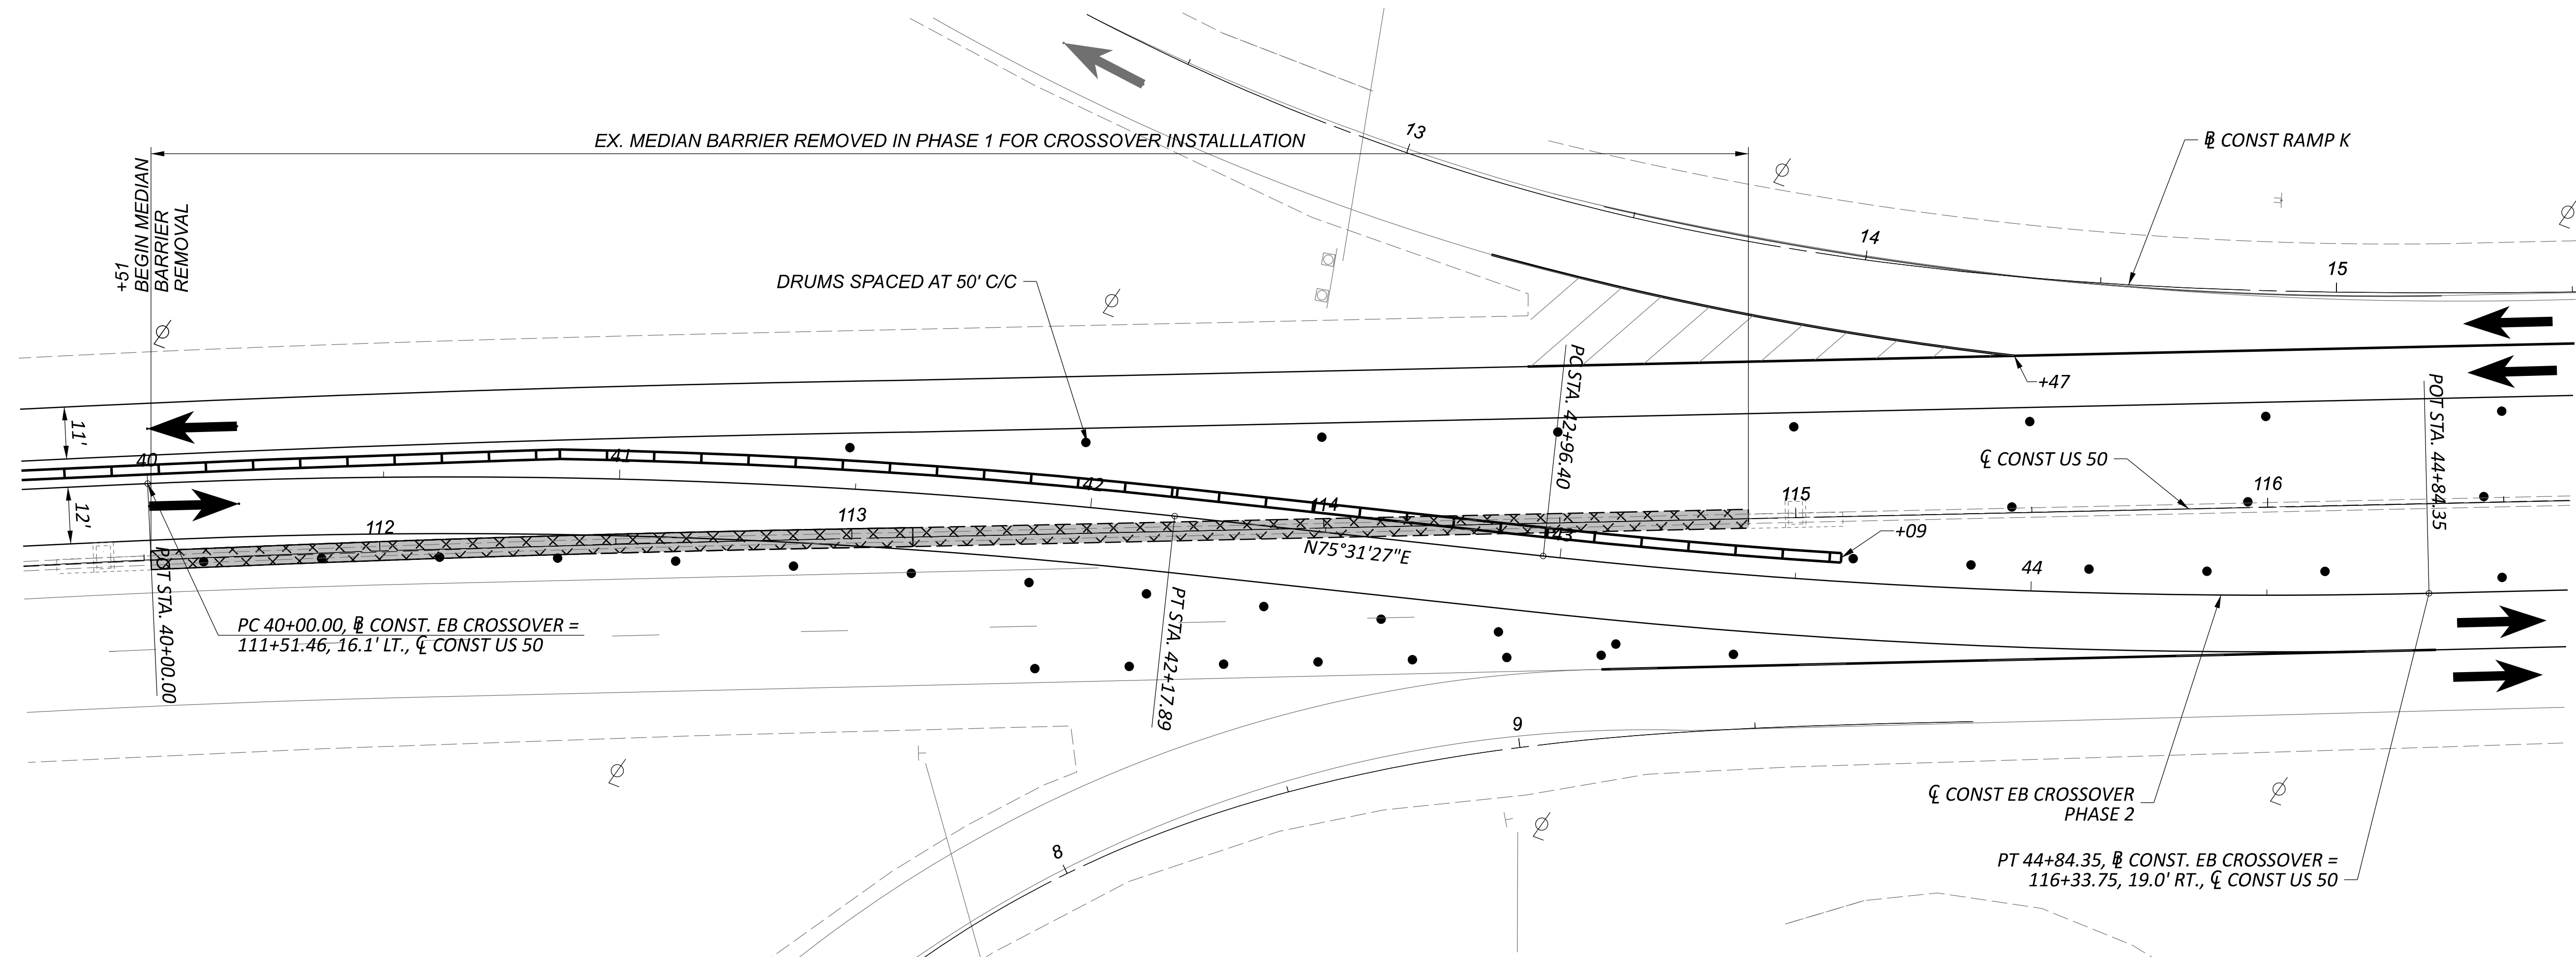 13
EX. MEDIAN BARRIER REMOVED IN PHASE 1 FOR CROSSOVER INSTALLLATION
℄ CONST RAMP K
+51
BEGIN MEDIAN
BARRIER
REMOVAL
14
15
DRUMS SPACED AT 50' C/C
+47
PC STA. 42+96.40
POT STA. 44+84.35
11'
40
41
42
℄ CONST US 50
114
115
116
12'
112
113
43
+09
N75°31'27"E
44
POT STA. 40+00.00
PT STA. 42+17.89
PC 40+00.00, BL CONST. EB CROSSOVER =
111+51.46, 16.1' LT., ℄ CONST US 50
9
8
℄ CONST EB CROSSOVER
PHASE 2
PT 44+84.35, BL CONST. EB CROSSOVER =
116+33.75, 19.0' RT., ℄ CONST US 50